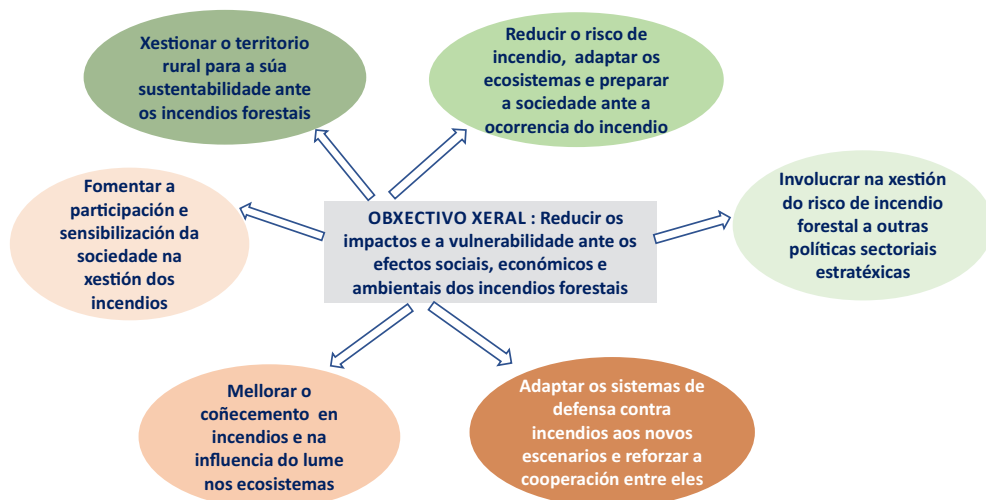 Xestionar o territorio
rural para a súa
sustentabilidade ante
os incendios forestais
Reducir o risco de
incendio, adaptar os
ecosistemas e preparar
a sociedade ante a
ocorrencia do incendio
Fomentar a
participación e
sensibilización da
sociedade na
xestión dos
incendios
OBXECTIVO XERAL : Reducir os
impactos e a vulnerabilidade ante os
efectos sociais, económicos e
ambientais dos incendios forestais
Involucrar na xestión
do risco de incendio
forestal a outras
políticas sectoriais
estratéxicas
Mellorar o
coñecemento en
incendios e na
influencia do lume
nos ecosistemas
Adaptar os sistemas de
defensa contra
incendios aos novos
escenarios e reforzar a
cooperación entre eles